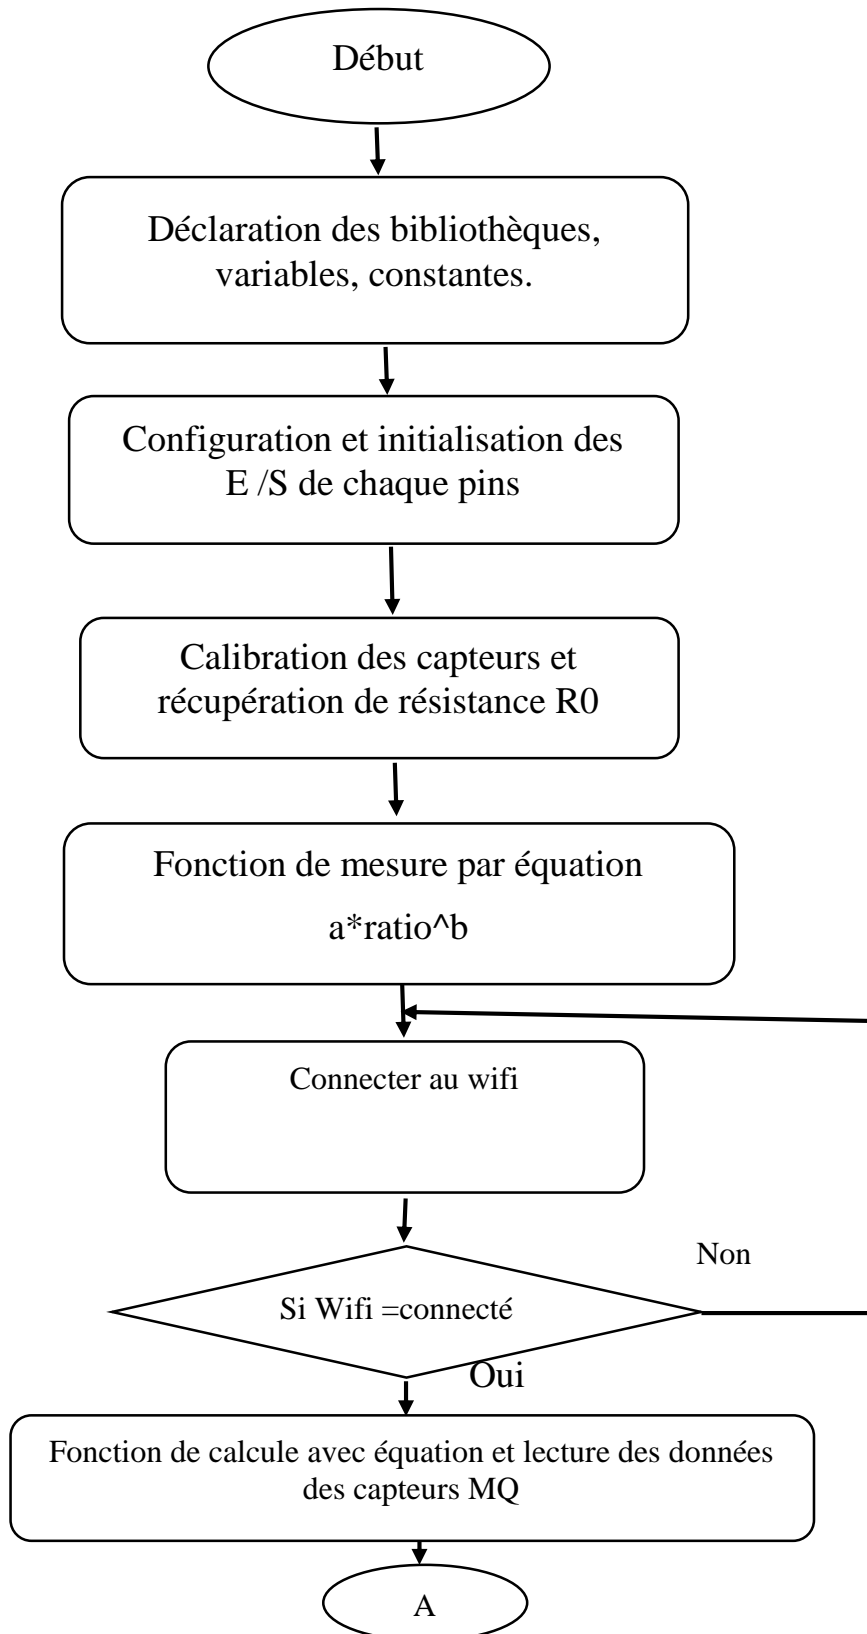 Début
Déclaration des bibliothèques,
variables, constantes.
Configuration et initialisation des
E /S de chaque pins
Calibration des capteurs et
récupération de résistance R0
Fonction de mesure par équation
a*ratio^b
Connecter au wifi
Non
Si Wifi =connecté
Oui
Fonction de calcule avec équation et lecture des données
des capteurs MQ
A